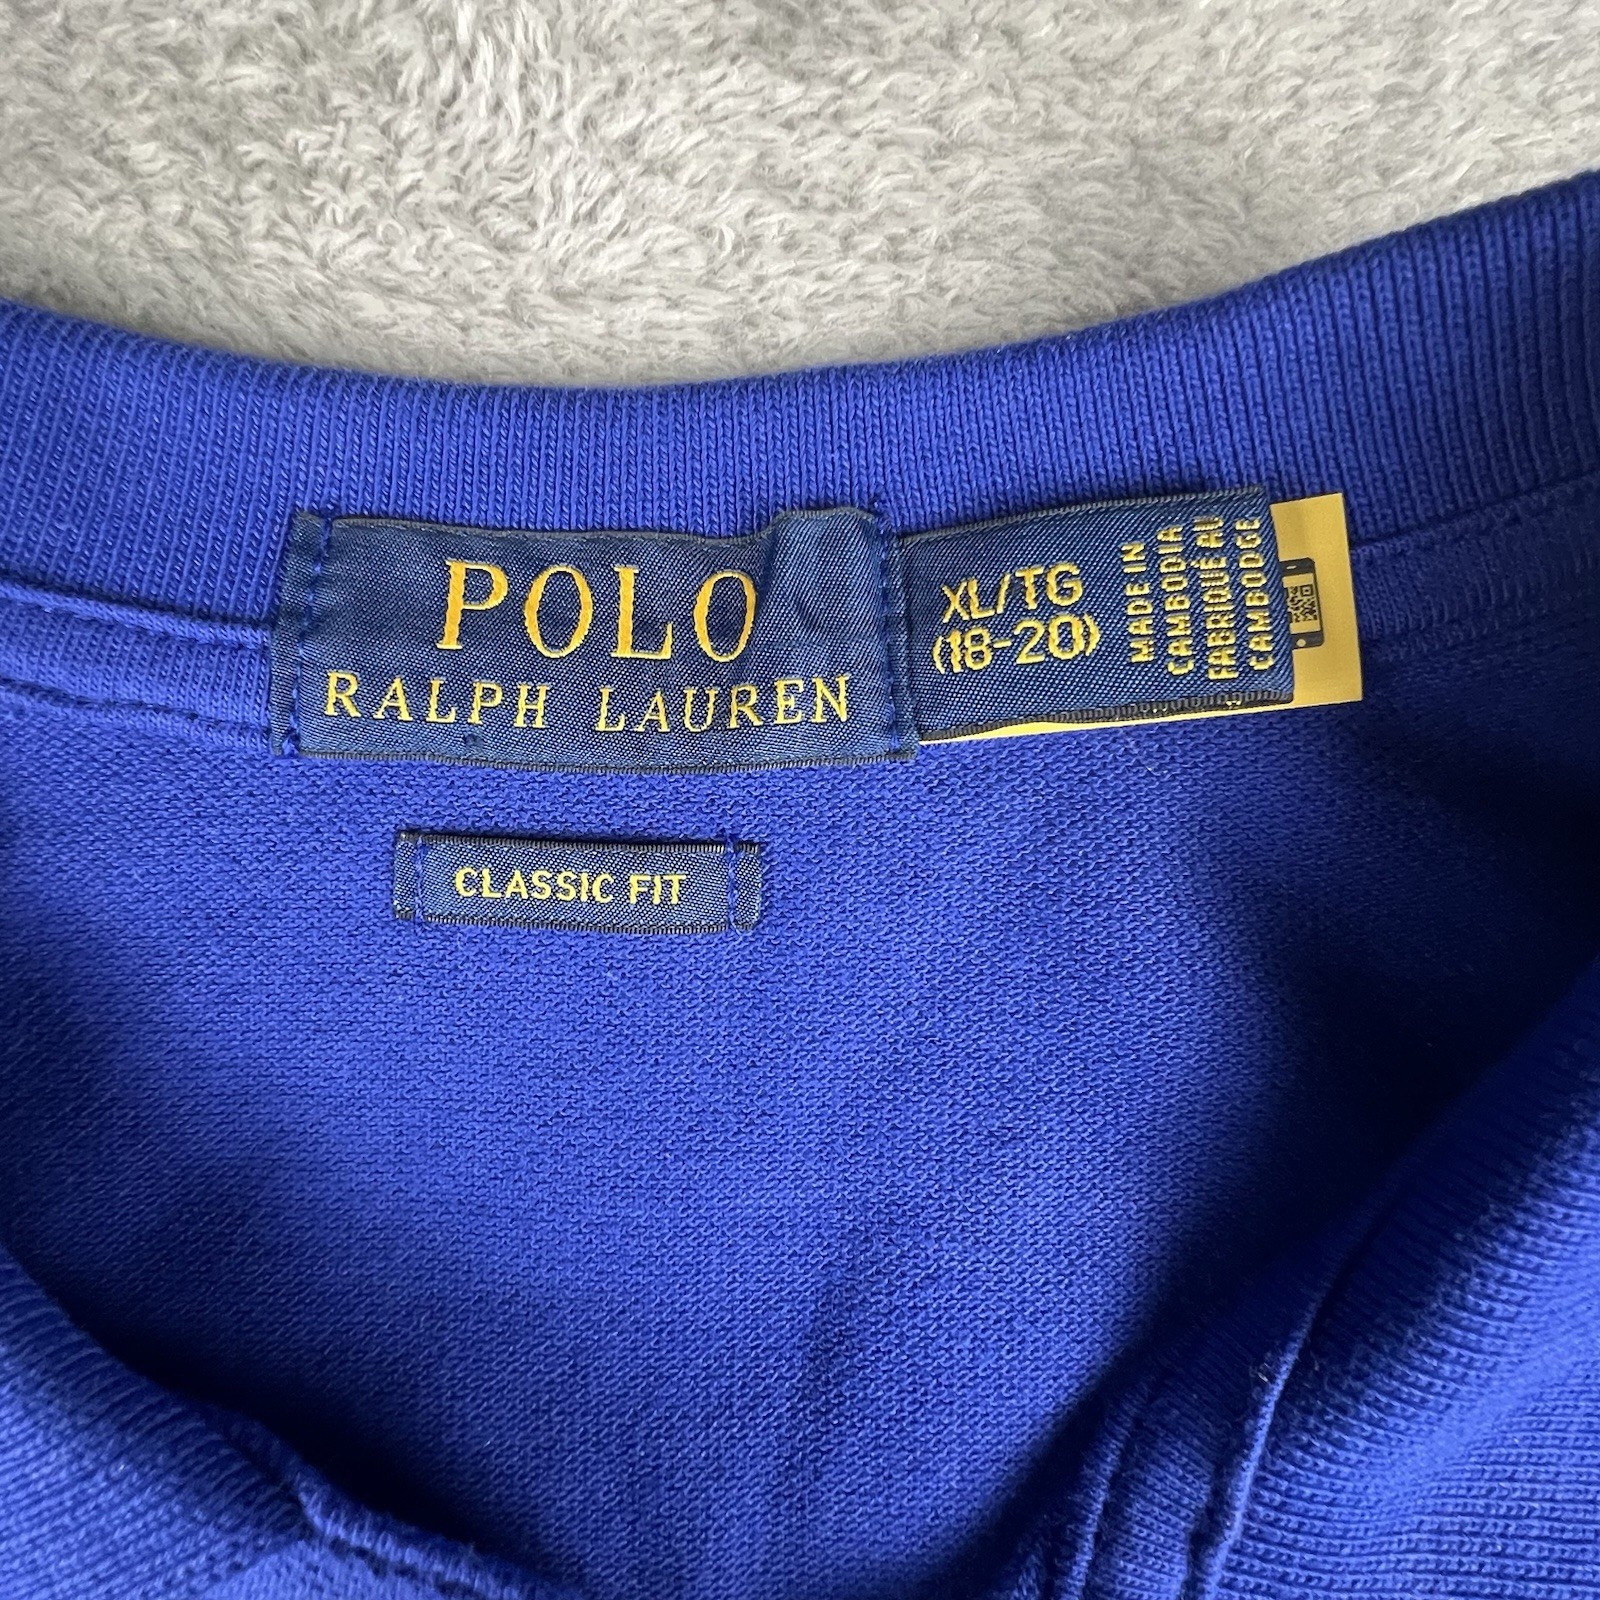 POLO
RALPH LAUREN
XL/TG
(18-20)
MADE IN
CAMBODIA
FABRIQUÉ AU
CAMBODGE
CLASSIC FIT